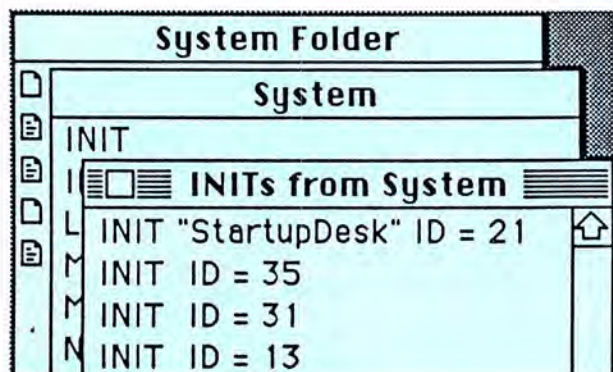 System Folder
System
INIT
INITs from System
INIT "StartupDesk" ID = 21
INIT ID = 35
INIT ID = 31
INIT ID = 13